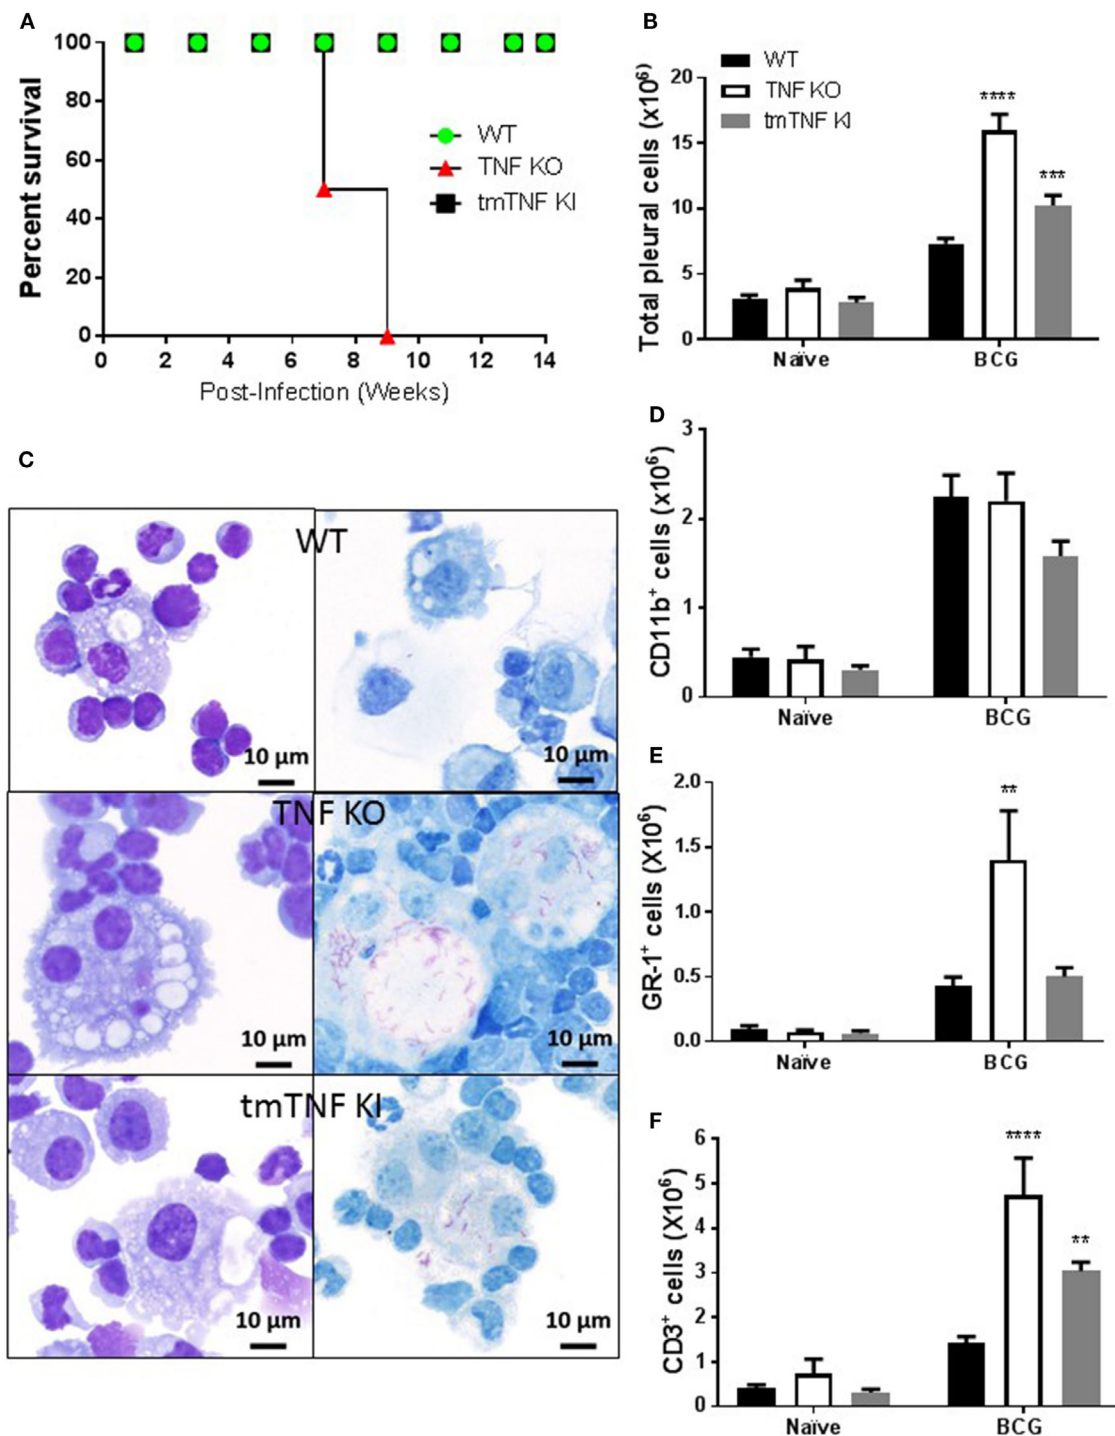 A
Percent survival
100
80
60
40
20
0
0 2 4 6 8 10 12 14
Post-Infection (Weeks)
WT
TNF KO
tmTNF KI
B
WT
TNF KO
tmTNF KI
Total pleural cells (x10⁶)
20
15
10
5
0
****
***
Naïve BCG
C
WT
10 µm 10 µm
TNF KO
10 µm 10 µm
tmTNF KI
10 µm 10 µm
D
CD11b⁺ cells (x10⁶)
3
2
1
0
Naïve BCG
E
GR-1⁺ cells (X10⁶)
2.0
1.5
1.0
0.5
0.0
**
Naïve BCG
F
CD3⁺ cells (X10⁶)
6
5
4
3
2
1
0
****
**
Naïve BCG